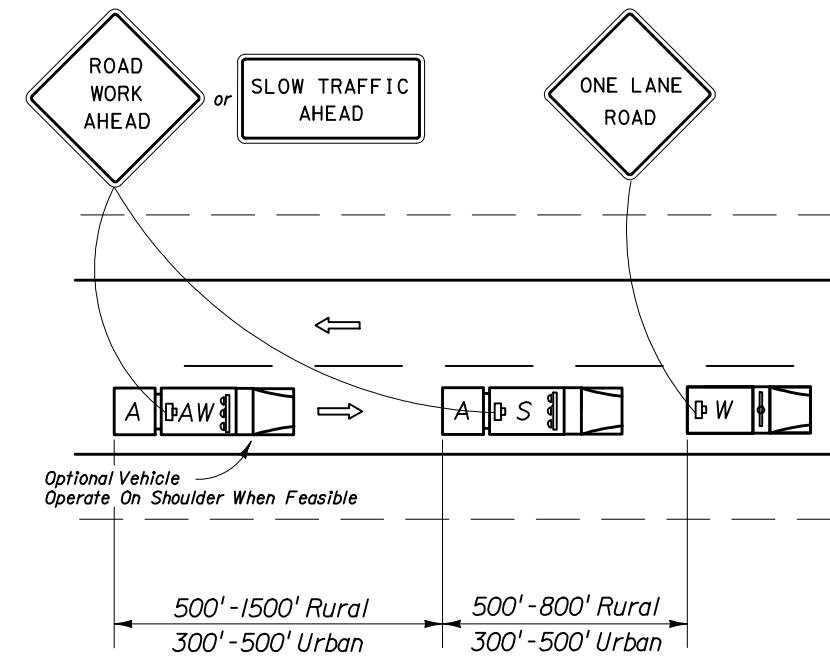 ROAD
WORK
AHEAD
or
SLOW TRAFFIC
AHEAD
ONE LANE
ROAD
A
AW
A
S
W
Optional Vehicle
Operate On Shoulder When Feasible
500'-1500' Rural
300'-500' Urban
500'-800' Rural
300'-500' Urban